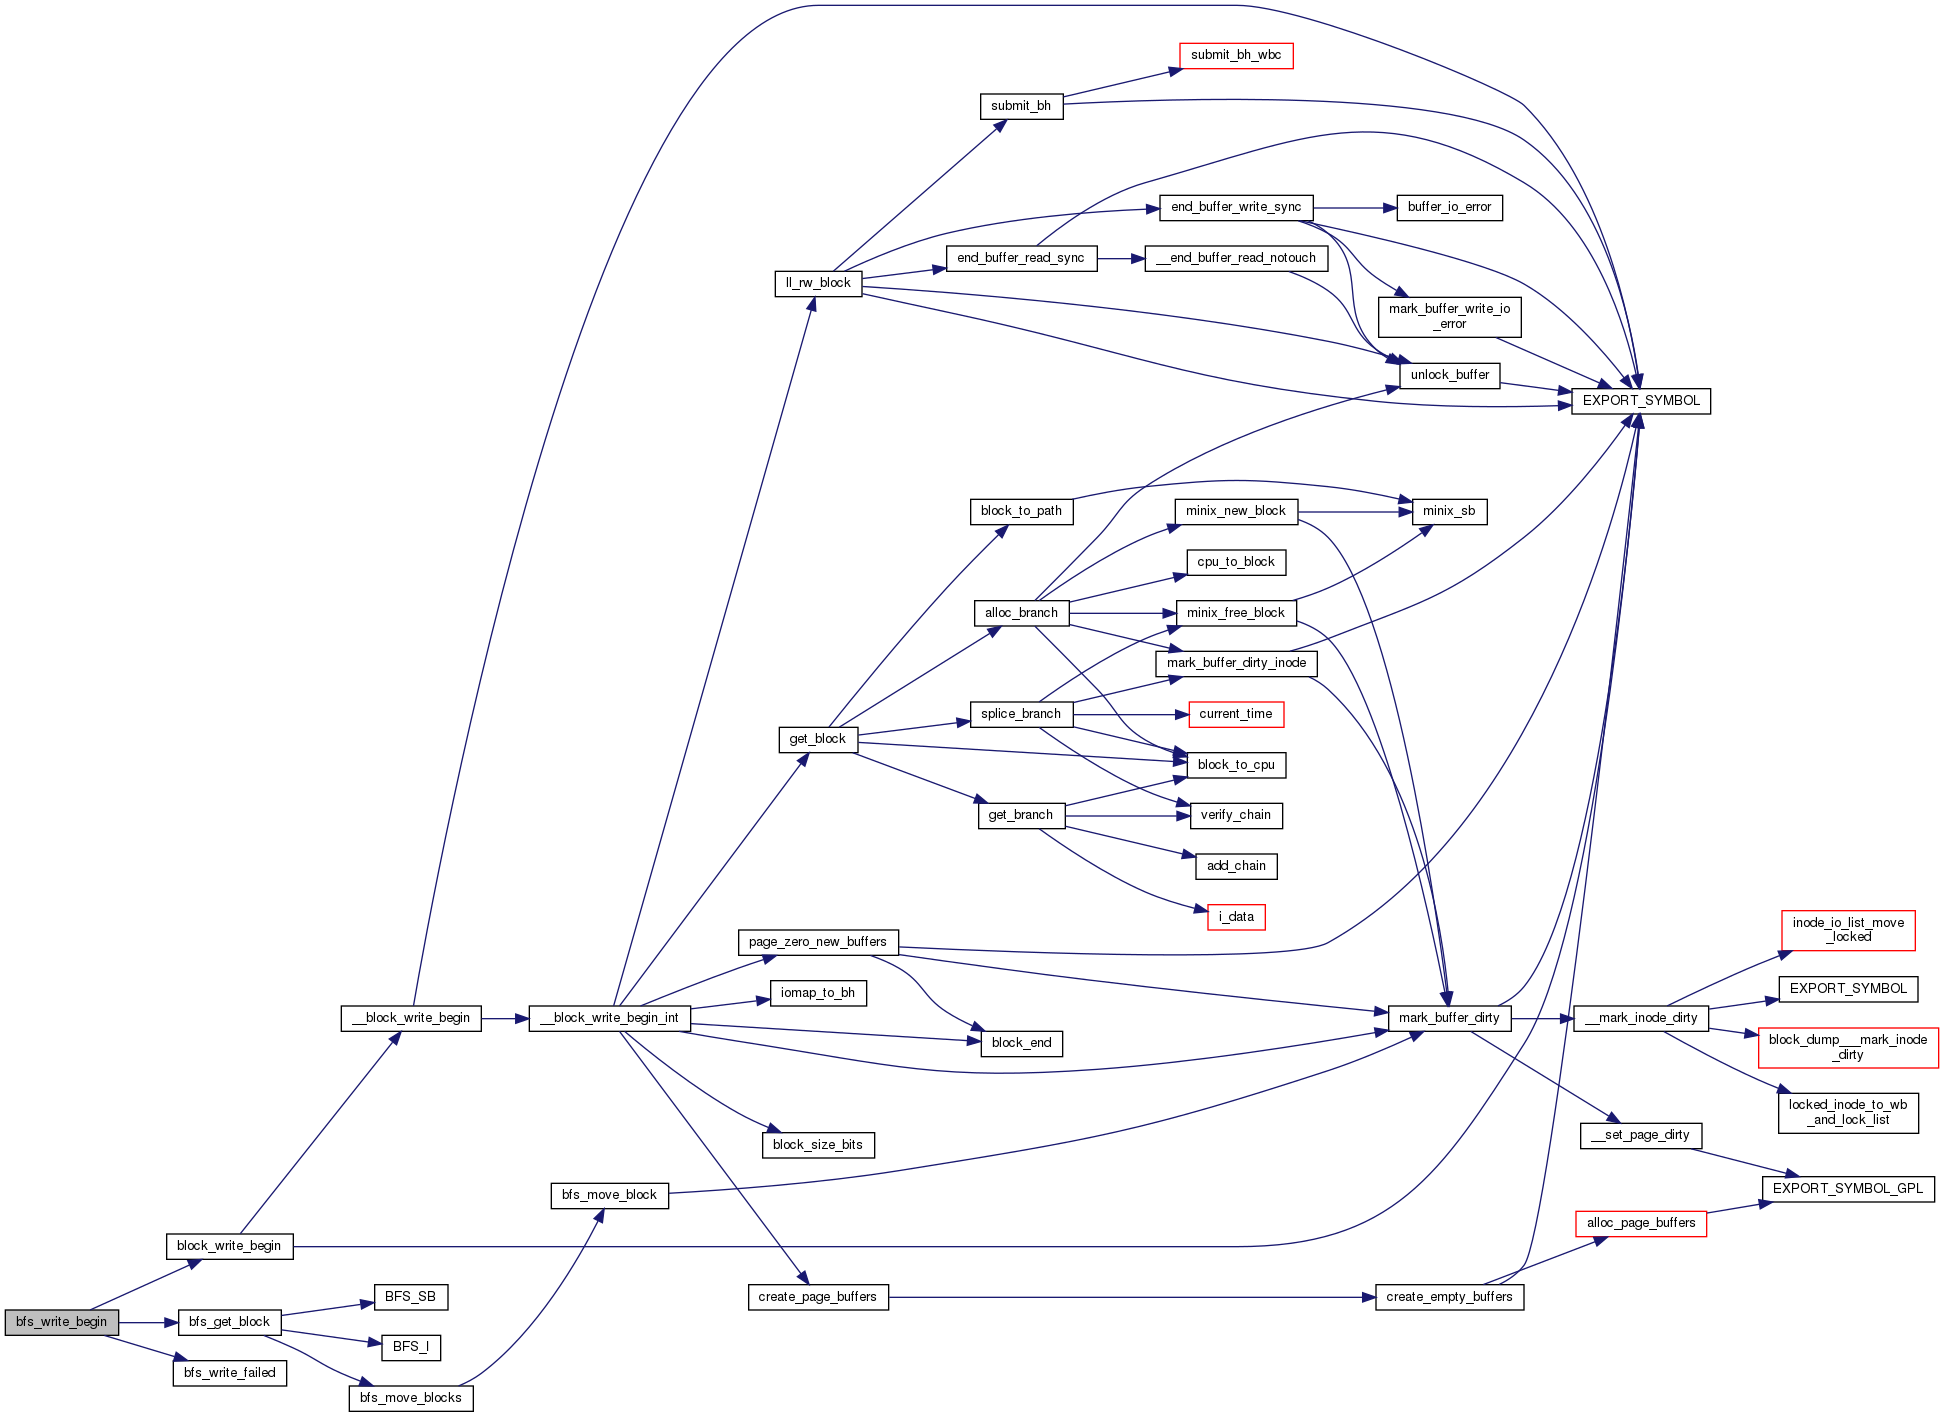 submit_bh_wbc
submit_bh
end_buffer_write_sync
buffer_io_error
end_buffer_read_sync
__end_buffer_read_notouch
ll_rw_block
mark_buffer_write_io
_error
unlock_buffer
EXPORT_SYMBOL
block_to_path
minix_new_block
minix_sb
cpu_to_block
alloc_branch
minix_free_block
mark_buffer_dirty_inode
splice_branch
current_time
get_block
block_to_cpu
get_branch
verify_chain
add_chain
i_data
page_zero_new_buffers
inode_io_list_move
_locked
iomap_to_bh
EXPORT_SYMBOL
__block_write_begin
__block_write_begin_int
mark_buffer_dirty
__mark_inode_dirty
block_end
block_dump___mark_inode
_dirty
locked_inode_to_wb
_and_lock_list
block_size_bits
__set_page_dirty
bfs_move_block
EXPORT_SYMBOL_GPL
alloc_page_buffers
block_write_begin
BFS_SB
create_page_buffers
create_empty_buffers
bfs_write_begin
bfs_get_block
BFS_I
bfs_write_failed
bfs_move_blocks